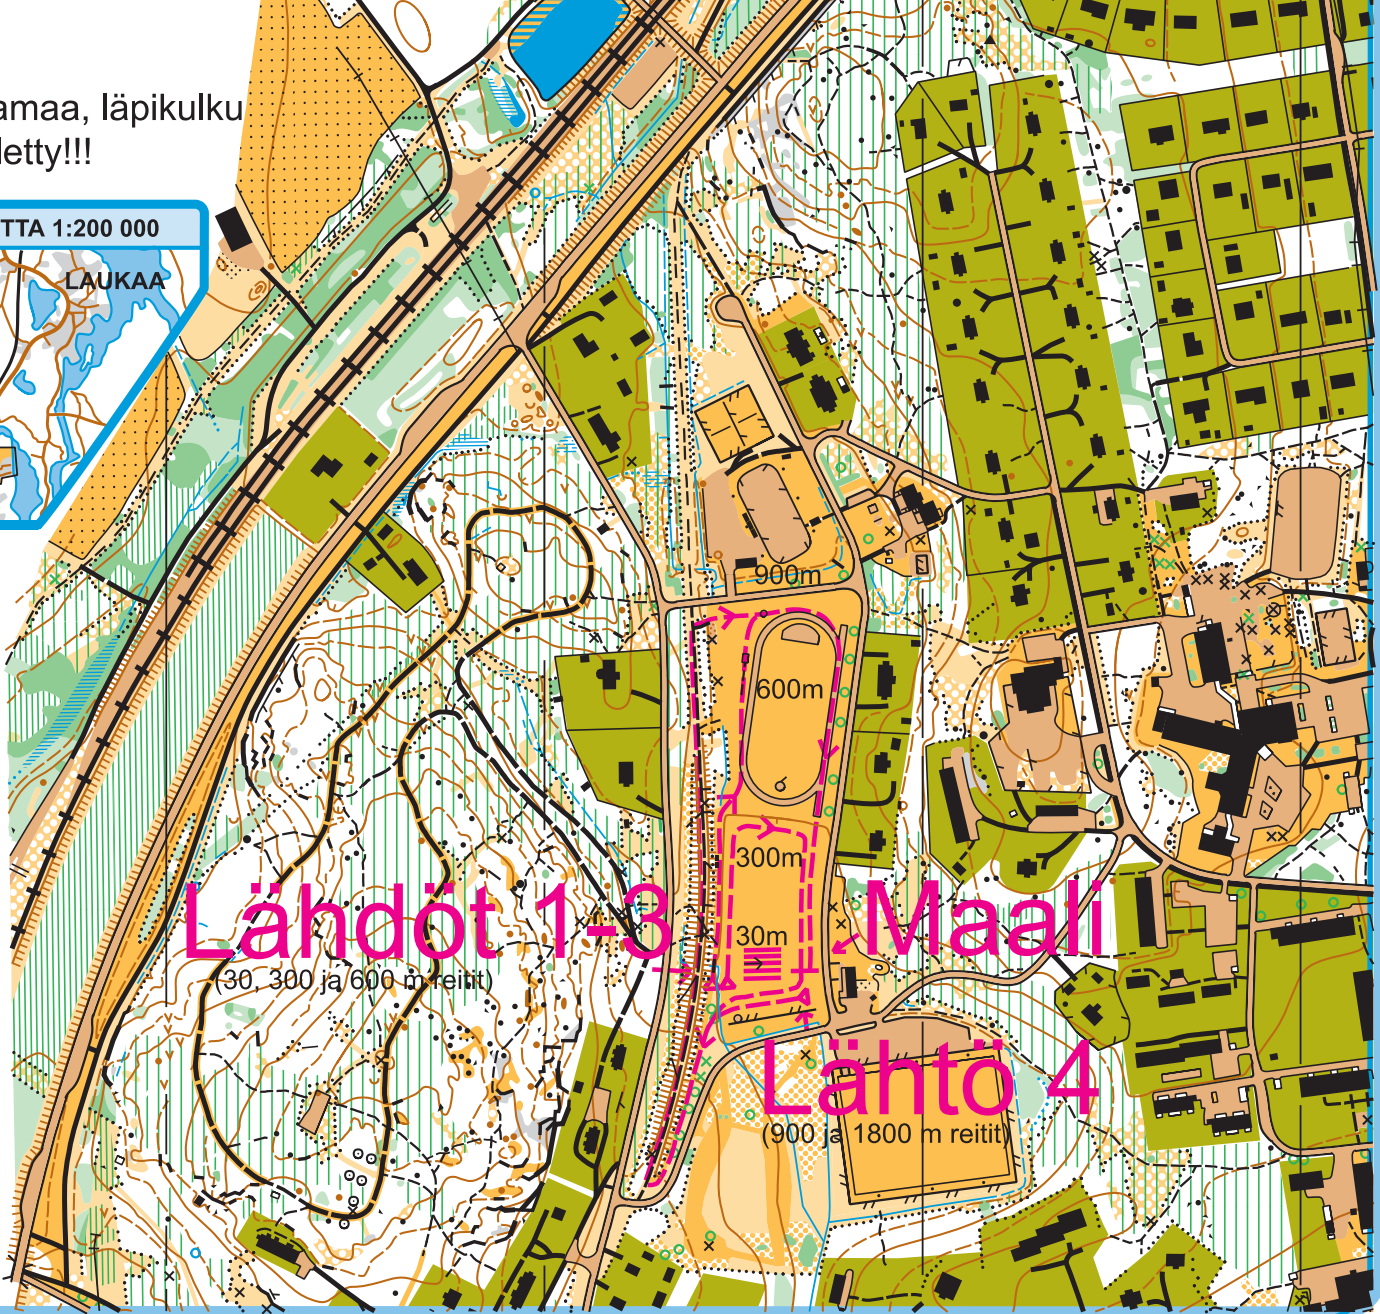 amaa, läpikulku
letty!!!
TTA 1:200 000
LAUKAA
900m
600m
300m
30m
Lähdöt 1-3
(30, 300 ja 600 m reitit)
Maali
Lähtö 4
(900 ja 1800 m reitit)